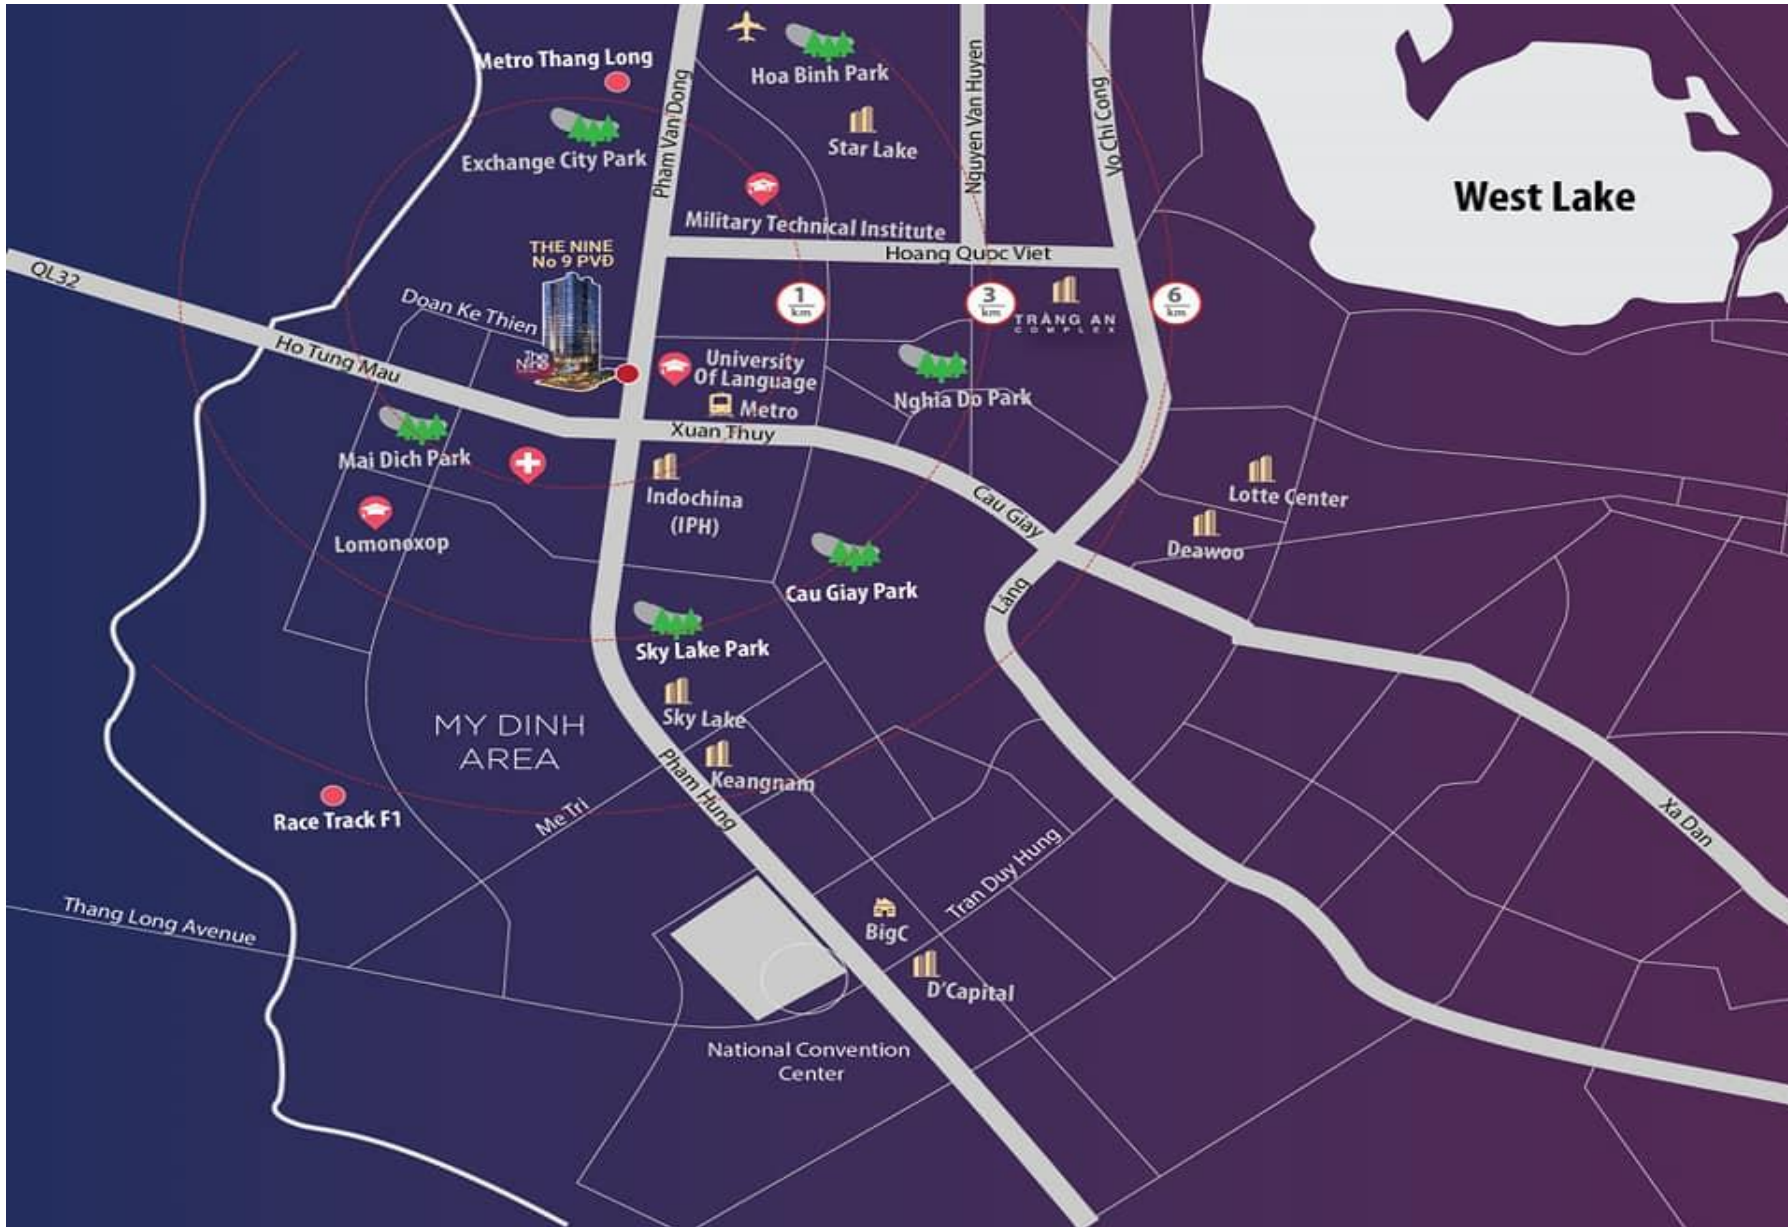 Metro Thang Long
Hoa Binh Park
Exchange City Park
Star Lake
Pham Van Dong
Nguyen Van Huyen
Vo Chi Cong
West Lake
Military Technical Institute
Hoang Quoc Viet
THE NINE
No 9 PVĐ
QL32
Doan Ke Thien
1
km
3
km
6
km
TRÀNG AN
COMPLEX
Ho Tung Mau
The
Nine
University
Of Language
Metro
Nghia Do Park
Xuan Thuy
Mai Dich Park
Indochina
(IPH)
Cau Giay
Lotte Center
Deawoo
Lomonoxop
Cau Giay Park
Láng
Sky Lake Park
Sky Lake
MY DINH
AREA
Keangnam
Pham Hung
Race Track F1
Me Tri
Xa Dan
Tran Duy Hung
Thang Long Avenue
BigC
D'Capital
National Convention
Center